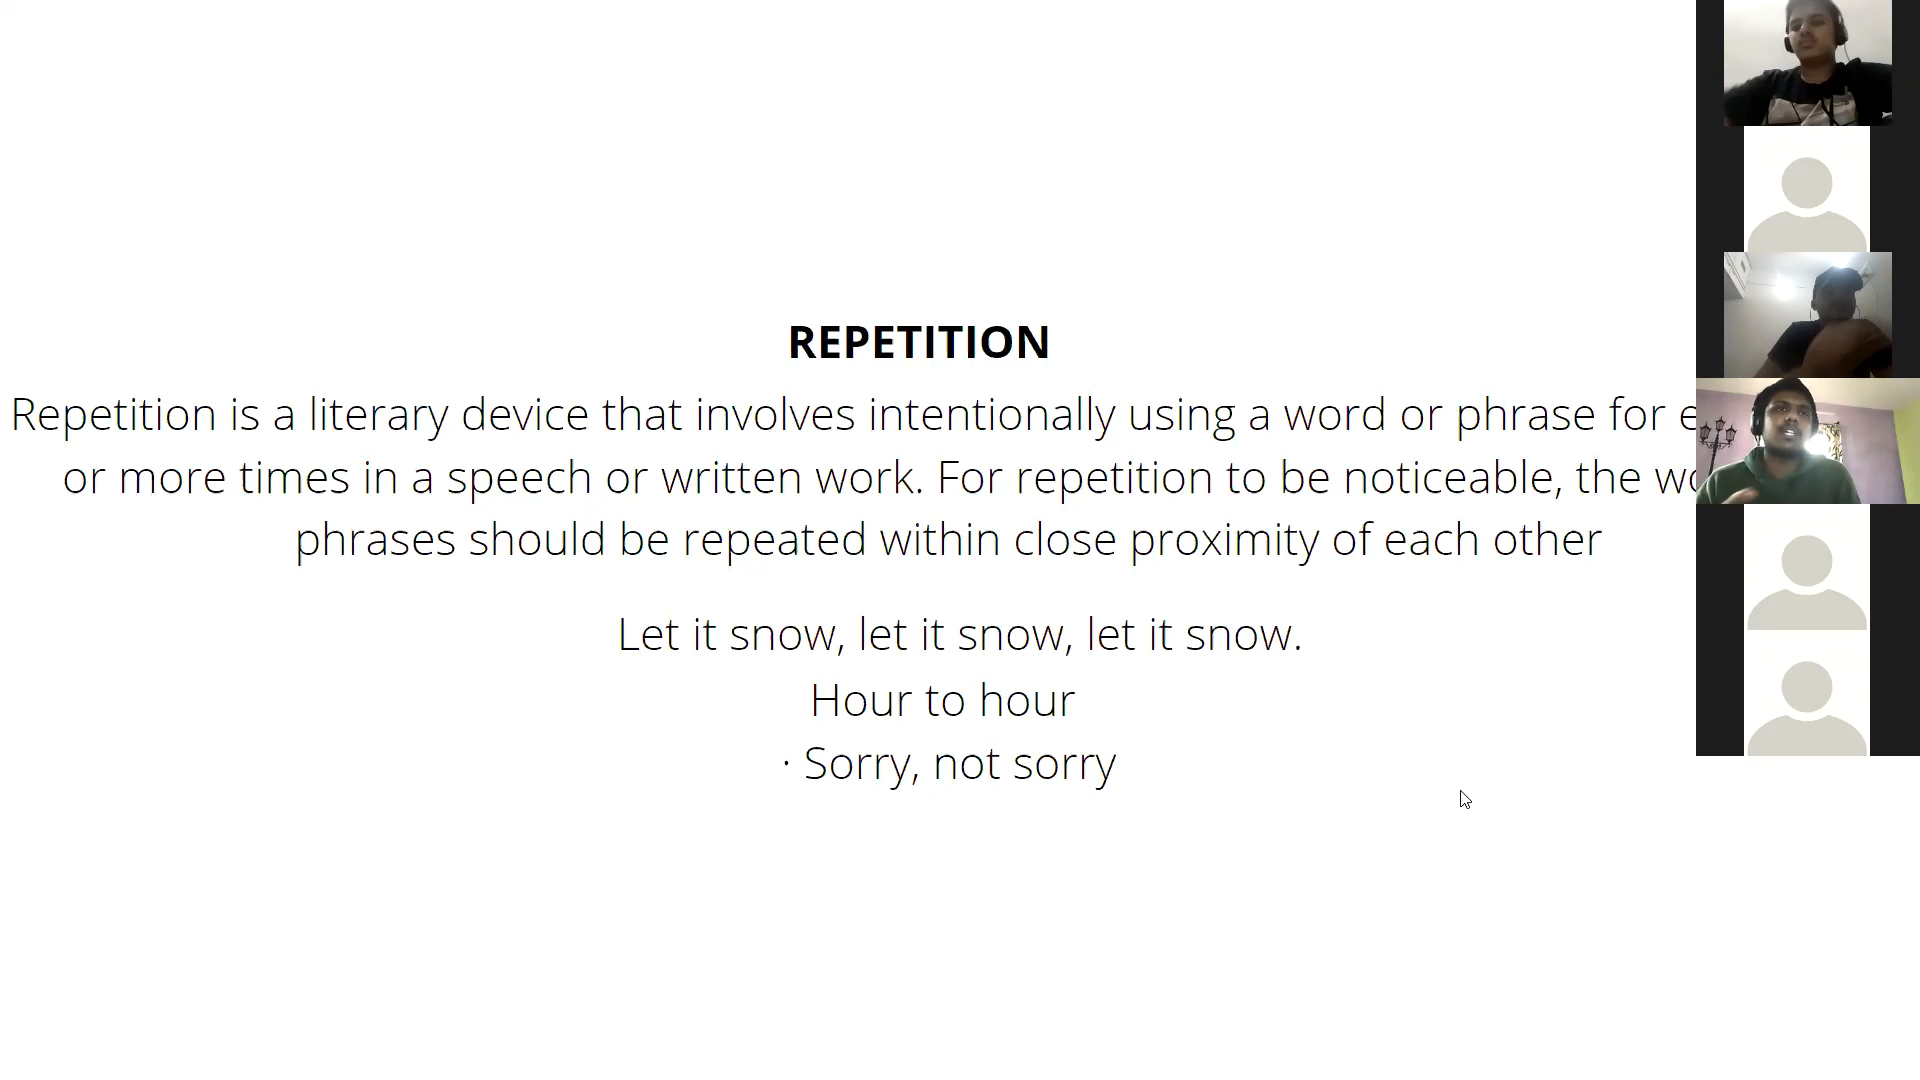 REPETITION
Repetition is a literary device that involves intentionally using a word or phrase for
or more times in a speech or written work. For repetition to be noticeable, the
phrases should be repeated within close proximity of each other
Let it snow, let it snow, let it snow.
Hour to hour
· Sorry, not sorry